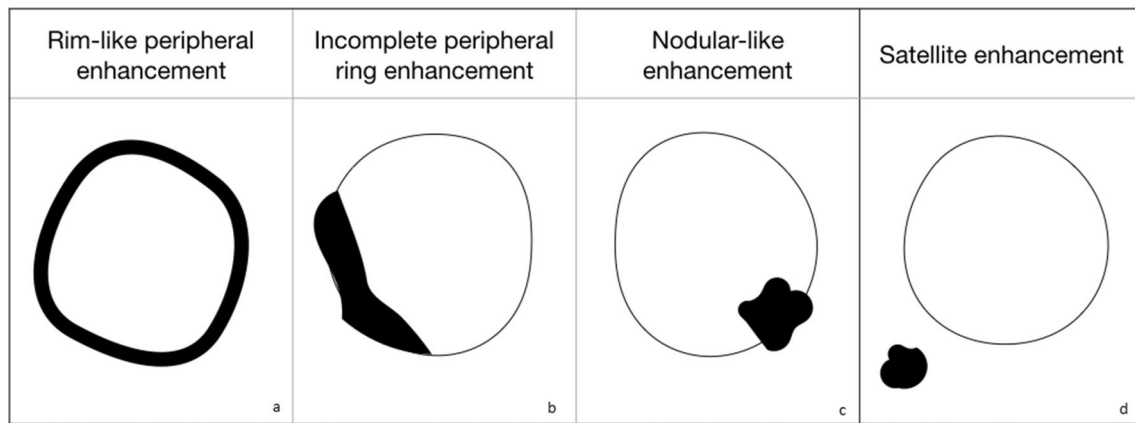 Rim-like peripheral
enhancement
Incomplete peripheral
ring enhancement
Nodular-like
enhancement
Satellite enhancement
a
b
c
d